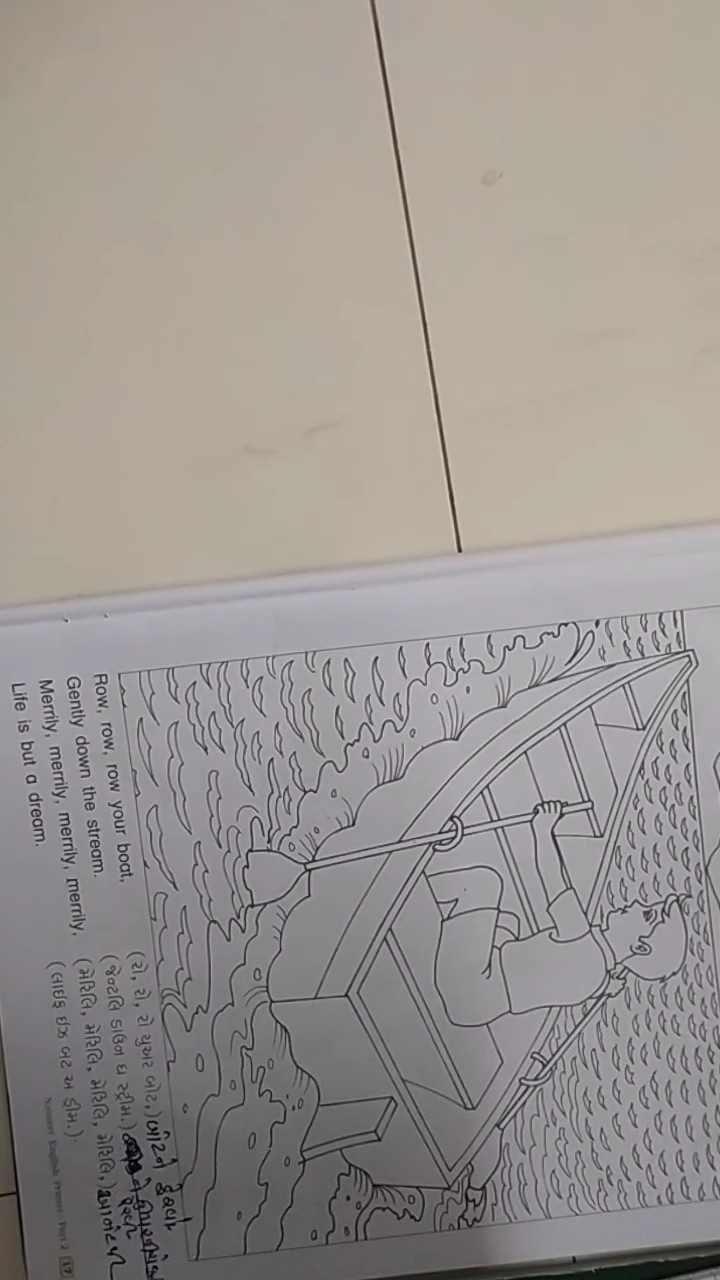 Row, row, row your boat,
Gently down the stream.
Merrily, merrily, merrily, merrily,
Life is but a dream.
(રો, રો, રો યુઅર બોટ,)
(જેન્ટલિ ડાઉન ધ સ્ટ્રીમ.)
(મેરિલિ, મેરિલિ, મેરિલિ, મેરિલિ,)
(લાઇફ ઇઝ બટ અ ડ્રીમ.)
English Primer : Part 2 17